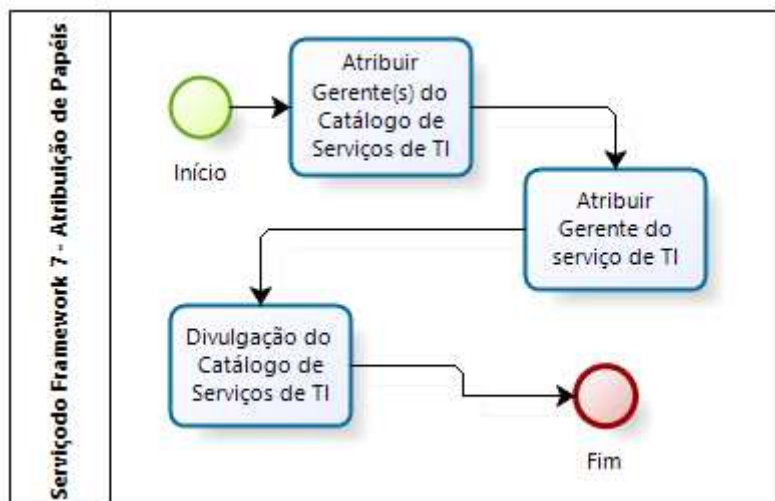 Serviçodo Framework 7 - Atribuição de Papéis
Início
Atribuir
Gerente(s) do
Catálogo de
Serviços de TI
Atribuir
Gerente do
serviço de TI
Divulgação do
Catálogo de
Serviços de TI
Fim